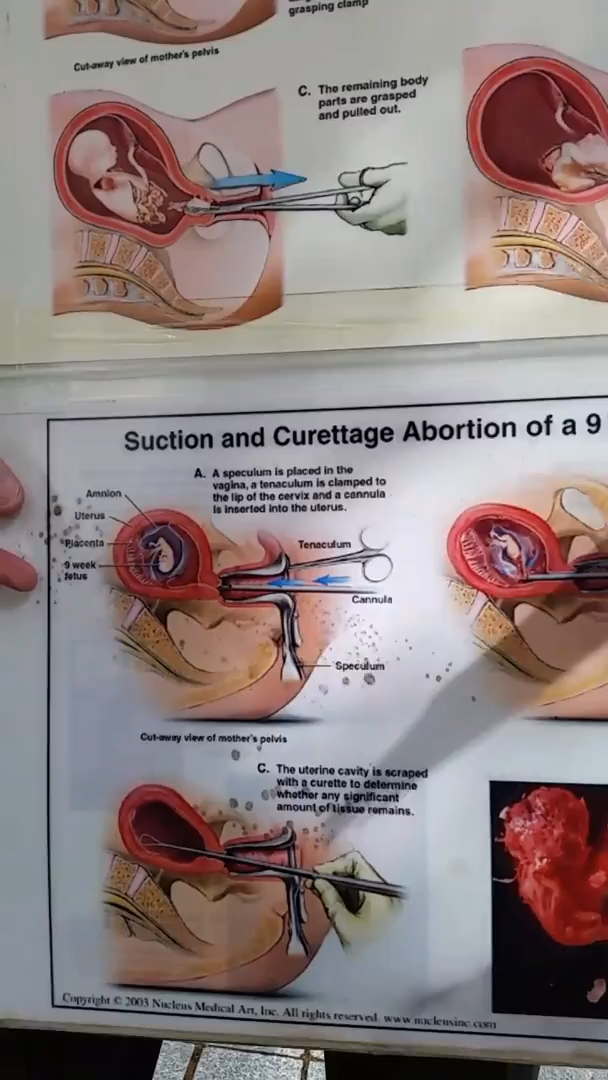 grasping clamp
Cut-away view of mother's pelvis
C. The remaining body
parts are grasped
and pulled out.
Suction and Curettage Abortion of a 9
A. A speculum is placed in the
vagina, a tenaculum is clamped to
the lip of the cervix and a cannula
is inserted into the uterus.
Amnion
Uterus
Placenta
9 week
fetus
Tenaculum
Cannula
Speculum
Cut-away view of mother's pelvis
C. The uterine cavity is scraped
with a curette to determine
whether any significant
amount of tissue remains.
Copyright © 2003 Nucleus Medical Art, Inc. All rights reserved. www.nucleusinc.com